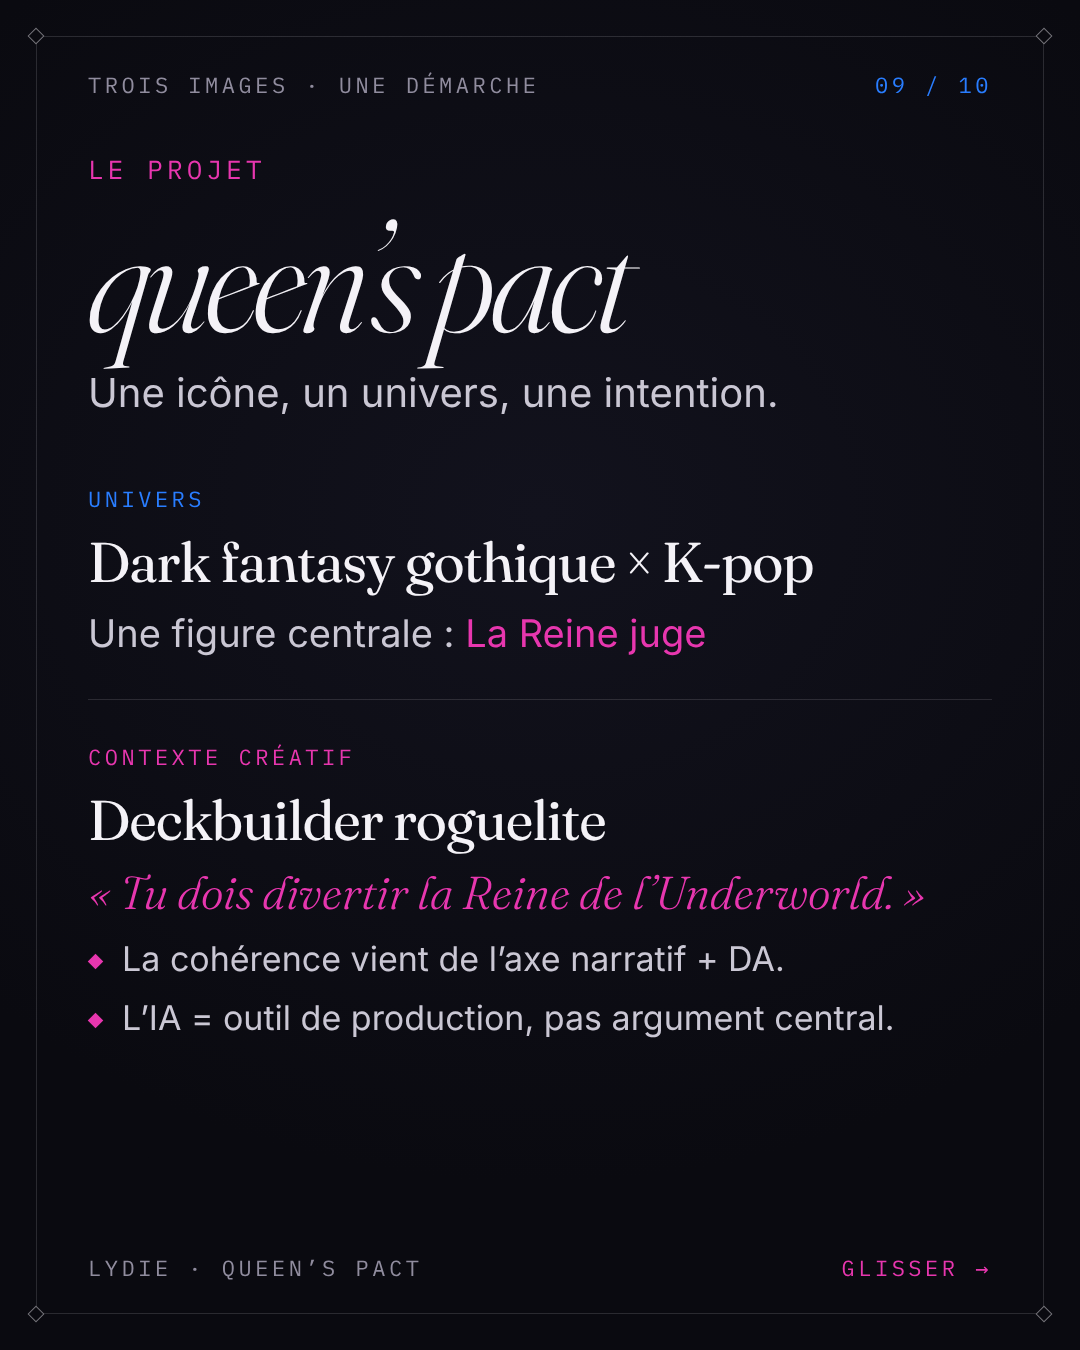 TROIS IMAGES · UNE DÉMARCHE
09 / 10
LE PROJET
queen’s pact
Une icône, un univers, une intention.
UNIVERS
Dark fantasy gothique × K-pop
Une figure centrale : La Reine juge
CONTEXTE CRÉATIF
Deckbuilder roguelite
« Tu dois divertir la Reine de l’Underworld. »
La cohérence vient de l’axe narratif + DA.
L’IA = outil de production, pas argument central.
LYDIE · QUEEN’S PACT
GLISSER →